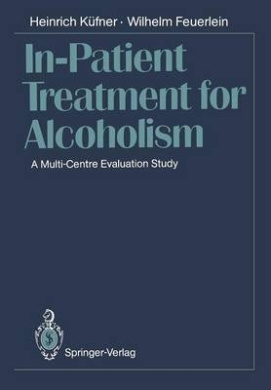 Heinrich Küfner · Wilhelm Feuerlein
In-Patient
Treatment for
Alcoholism
A Multi-Centre Evaluation Study
Springer-Verlag